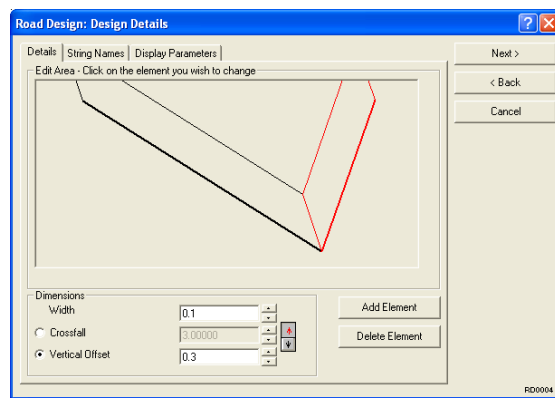 Road Design: Design Details
Details
String Names
Display Parameters
Next >
< Back
Cancel
Edit Area - Click on the element you wish to change
Dimensions
Width
0.1
Crossfall
3.00000
Vertical Offset
0.3
Add Element
Delete Element
RD0004